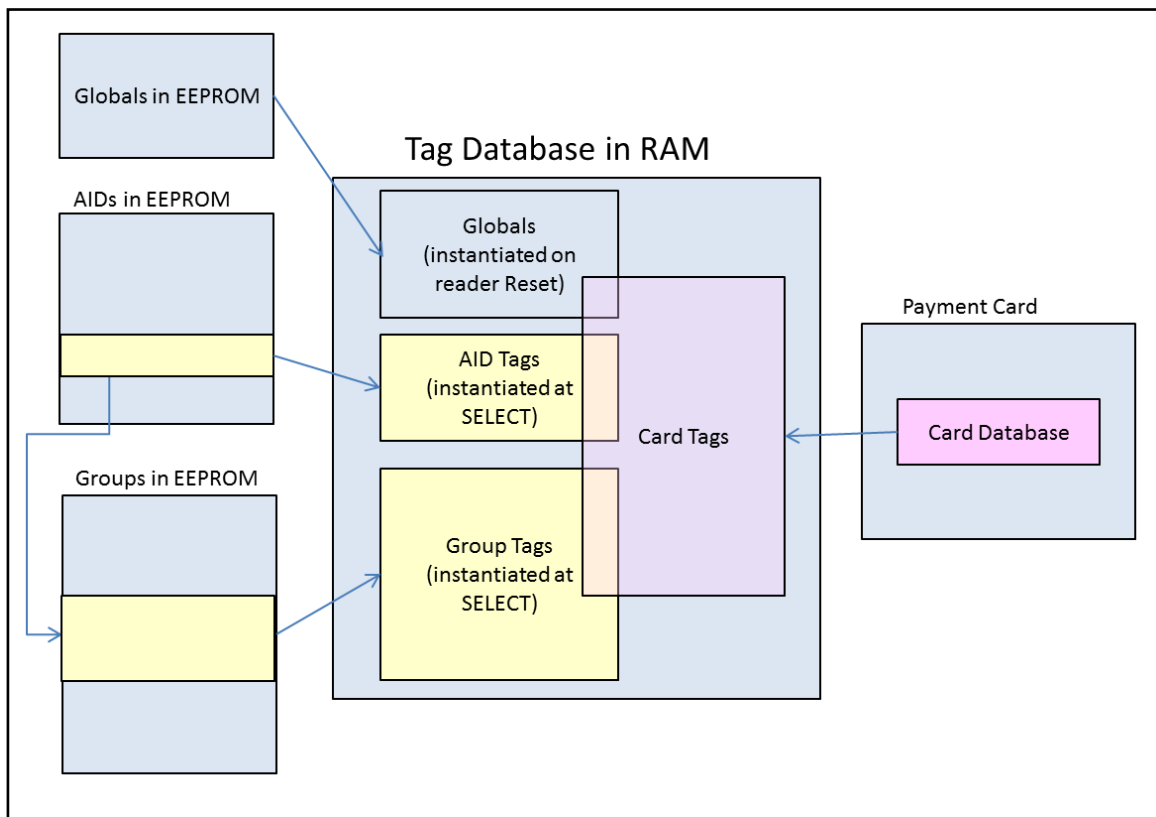 Globals in EEPROM
Tag Database in RAM
AIDs in EEPROM
Globals
(instantiated on
reader Reset)
Payment Card
AID Tags
(instantiated at
SELECT)
Card Tags
Card Database
Groups in EEPROM
Group Tags
(instantiated at
SELECT)